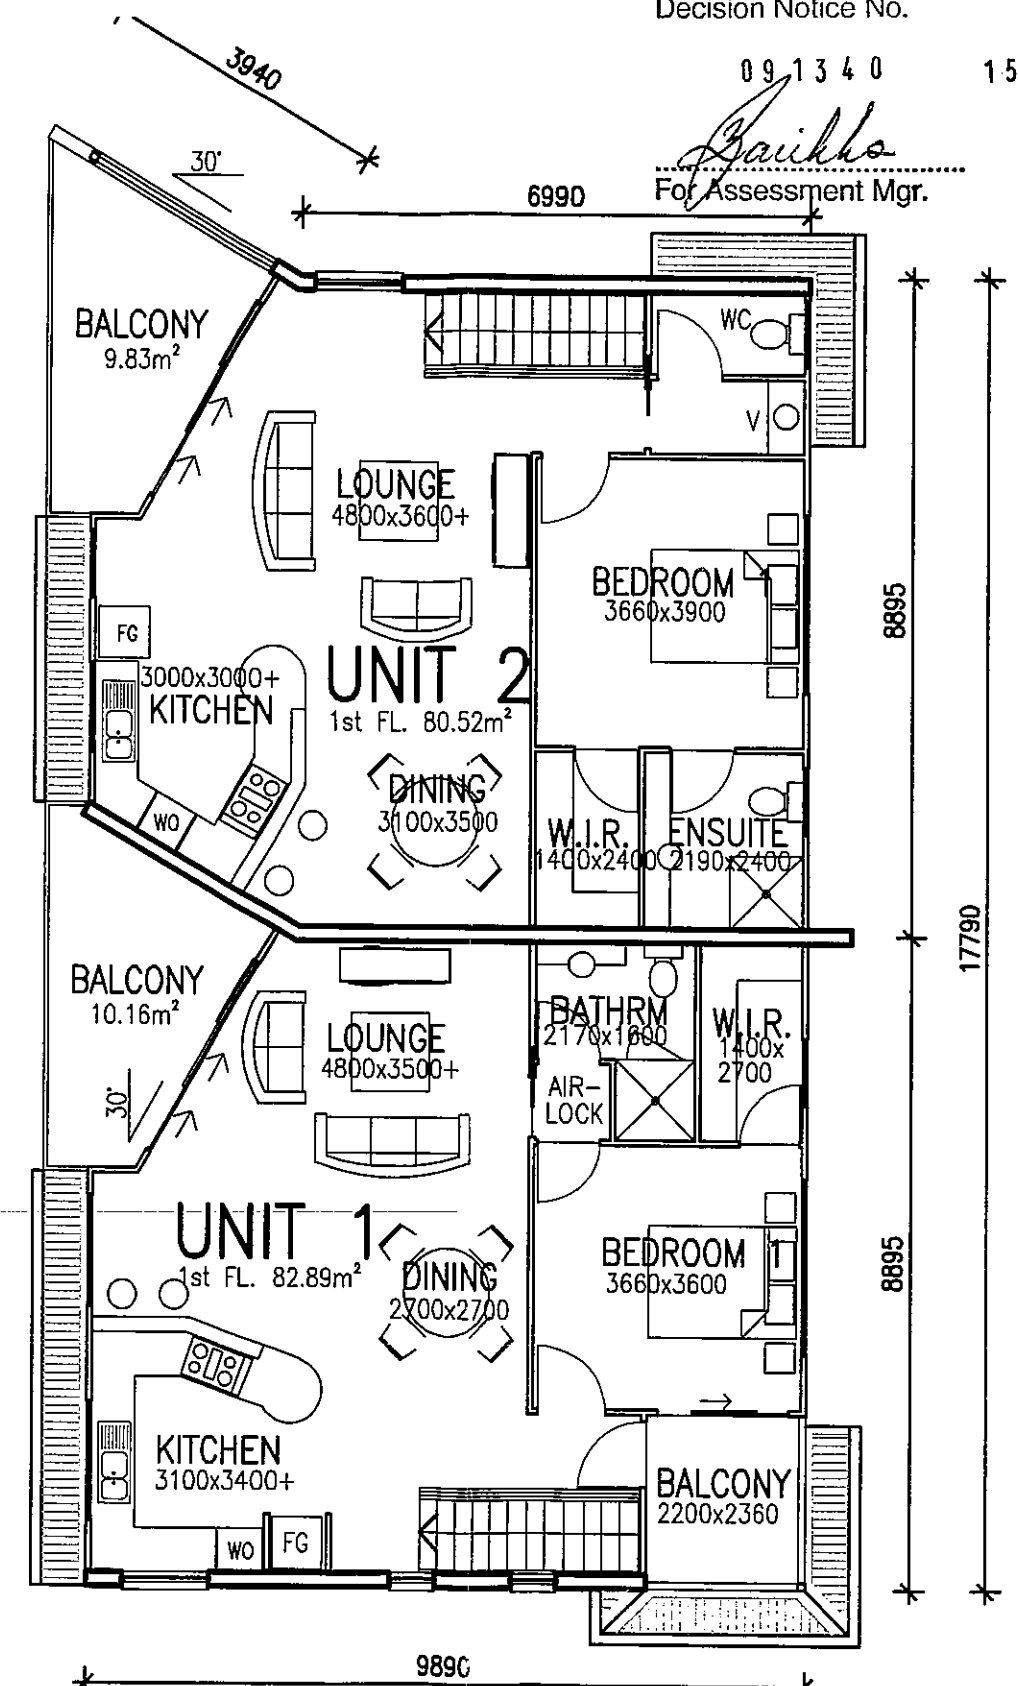 Decision Notice No.
091340 15
For Assessment Mgr.
3940
30°
6990
BALCONY
9.83m²
WC
V
LOUNGE
4800x3600+
BEDROOM
3660x3900
8895
FG
3000x3000+
KITCHEN
UNIT 2
1st FL. 80.52m²
DINING
3100x3500
WO
W.I.R.
1400x2400
ENSUITE
2190x2400
17790
BALCONY
10.16m²
LOUNGE
4800x3500+
BATHRM
2170x1600
W.I.R.
1400x
2700
30°
AIR-
LOCK
UNIT 1
1st FL. 82.89m²
DINING
2700x2700
BEDROOM 1
3660x3600
8895
KITCHEN
3100x3400+
BALCONY
2200x2360
WO
FG
9890